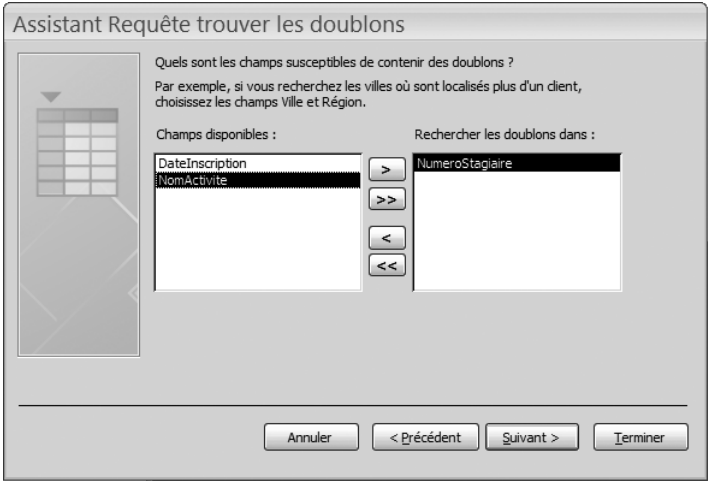 Assistant Requête trouver les doublons
Quels sont les champs susceptibles de contenir des doublons ?
Par exemple, si vous recherchez les villes où sont localisés plus d'un client,
choisissez les champs Ville et Région.
Champs disponibles :
Rechercher les doublons dans :
DateInscription
NomActivite
NumeroStagiaire
>
>>
<
<<
Annuler
< Précédent
Suivant >
Terminer